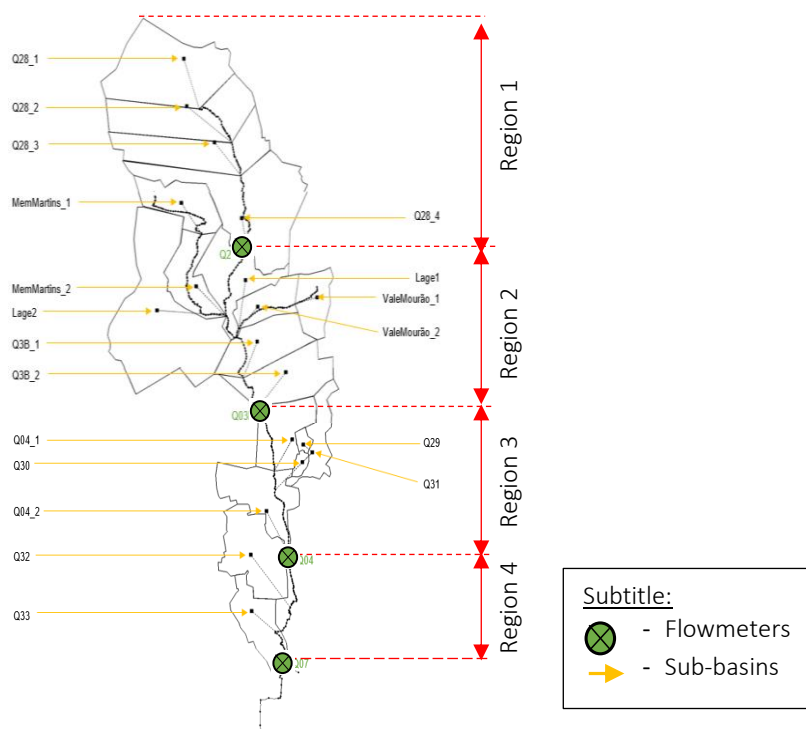 Q28_1
Q28_2
Q28_3
MemMartins_1
Q28_4
Q2
Lage1
MemMartins_2
ValeMourão_1
Lage2
ValeMourão_2
Q3B_1
Q3B_2
Q03
Q04_1
Q29
Q30
Q31
Q04_2
Q32
Q04
Q33
Q07
Region 1
Region 2
Region 3
Region 4
Subtitle:
- Flowmeters
- Sub-basins